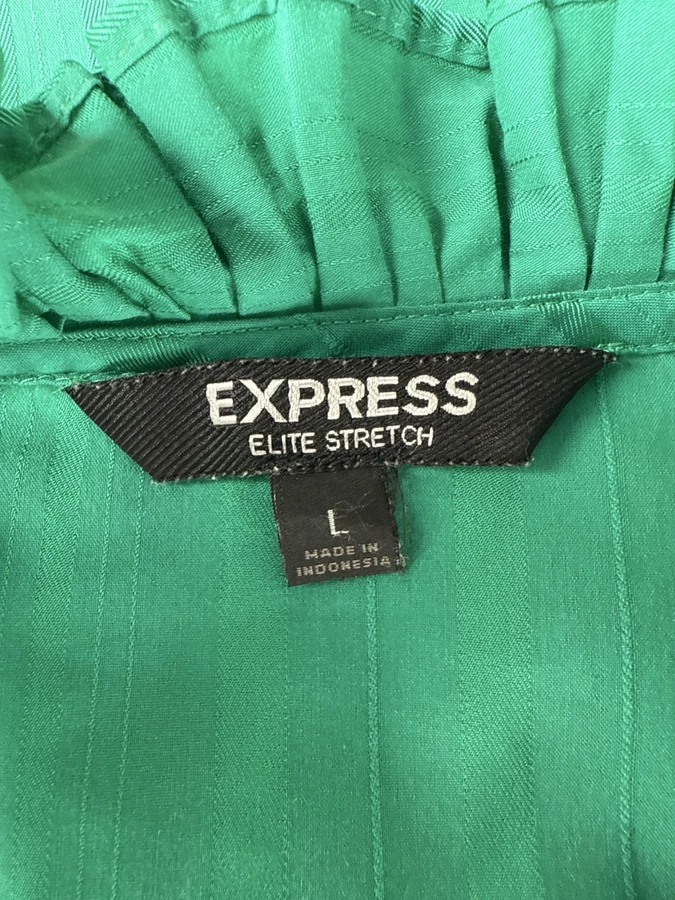 EXPRESS
ELITE STRETCH
L
MADE IN
INDONESIA